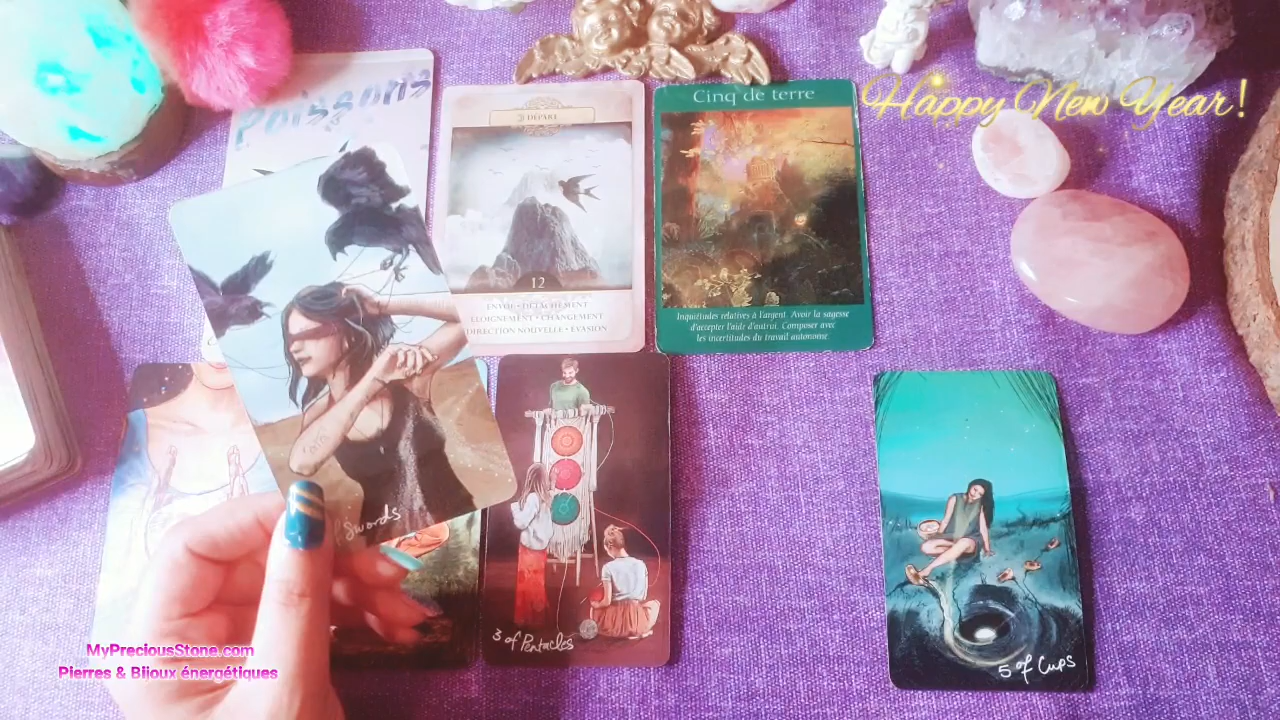 Poissons
Happy New Year!
DÉPART
12
ENVOL • DÉTACHEMENT
ÉLOIGNEMENT • CHANGEMENT
DIRECTION NOUVELLE • ÉVASION
Cinq de terre
Inquiétudes relatives à l'argent. Avoir la sagesse
d'accepter l'aide d'autrui. Composer avec
les incertitudes du travail autonome.
Swords
3 of Pentacles
5 of Cups
MyPreciousStone.com
Pierres & Bijoux énergétiques